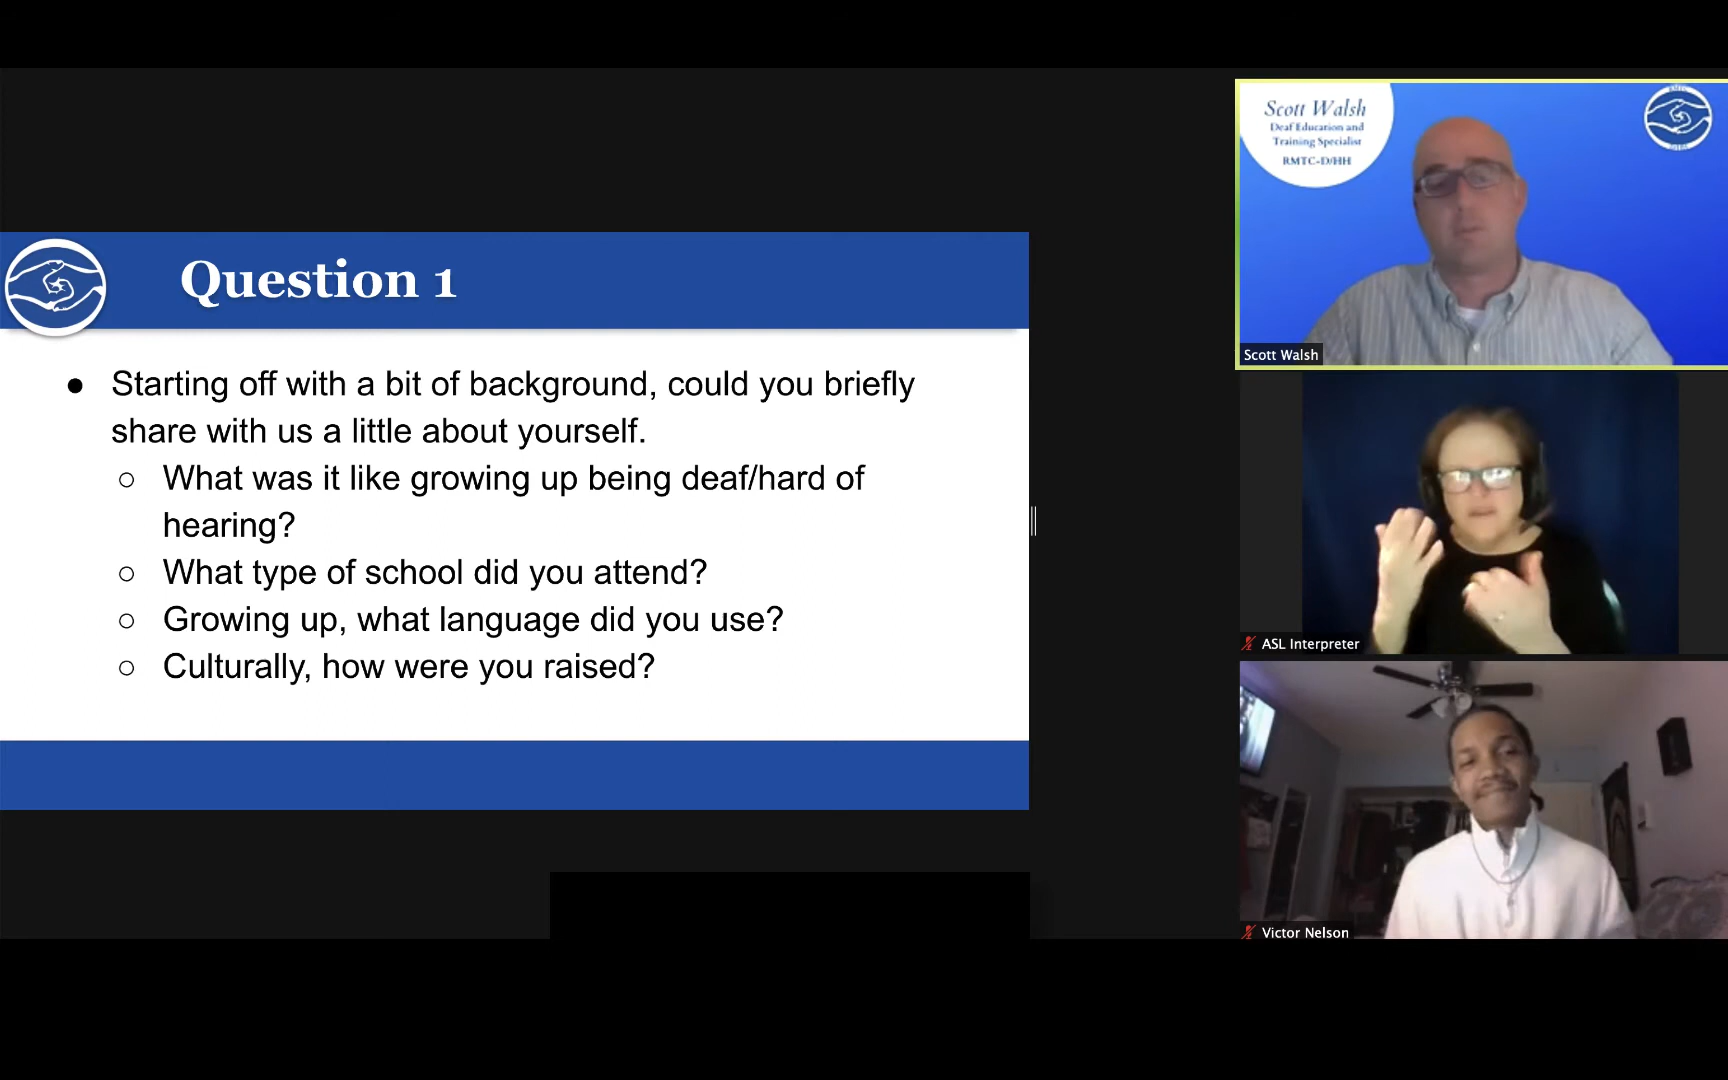 Question 1
● Starting off with a bit of background, could you briefly
share with us a little about yourself.
○ What was it like growing up being deaf/hard of
hearing?
○ What type of school did you attend?
○ Growing up, what language did you use?
○ Culturally, how were you raised?
Scott Walsh
Deaf Education and
Training Specialist
RMTC-D/HH
Scott Walsh
ASL Interpreter
Victor Nelson